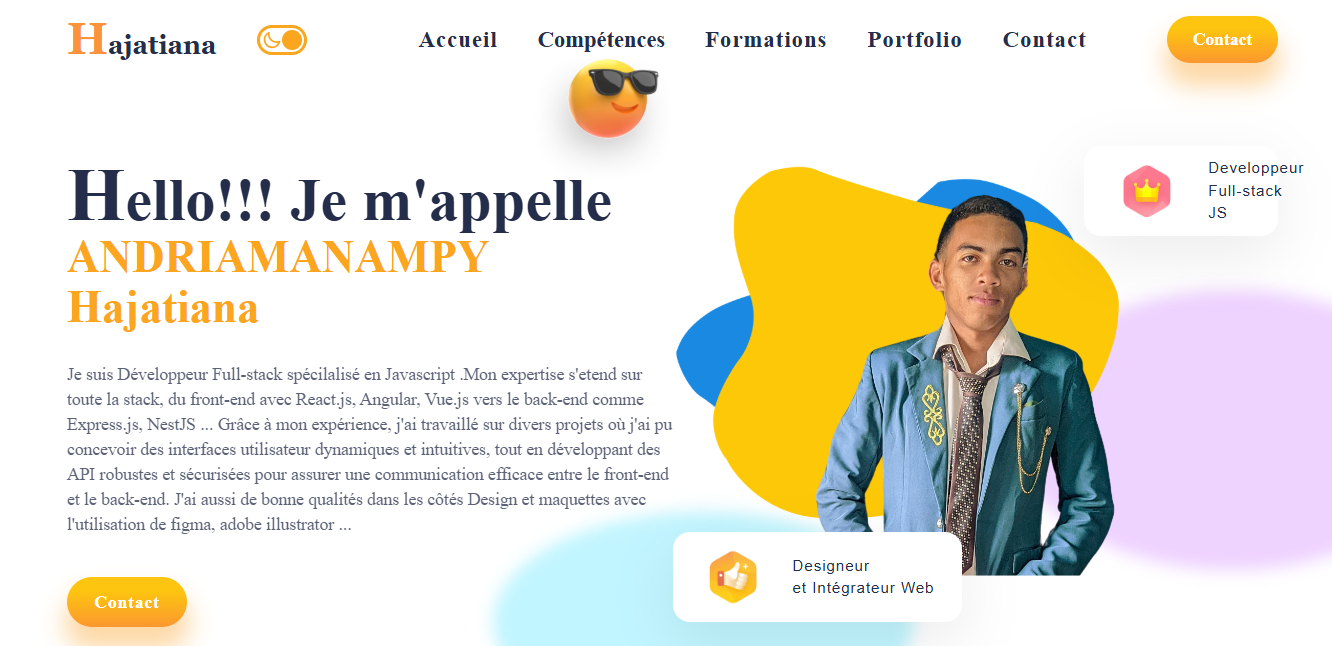 Hajatiana
Accueil
Compétences
Formations
Portfolio
Contact
Contact
Hello!!! Je m'appelle
ANDRIAMANAMPY
Hajatiana
Je suis Développeur Full-stack spécilalisé en Javascript .Mon expertise s'etend sur
toute la stack, du front-end avec React.js, Angular, Vue.js vers le back-end comme
Express.js, NestJS ... Grâce à mon expérience, j'ai travaillé sur divers projets où j'ai pu
concevoir des interfaces utilisateur dynamiques et intuitives, tout en développant des
API robustes et sécurisées pour assurer une communication efficace entre le front-end
et le back-end. J'ai aussi de bonne qualités dans les côtés Design et maquettes avec
l'utilisation de figma, adobe illustrator ...
Contact
Developpeur
Full-stack
JS
Designeur
et Intégrateur Web